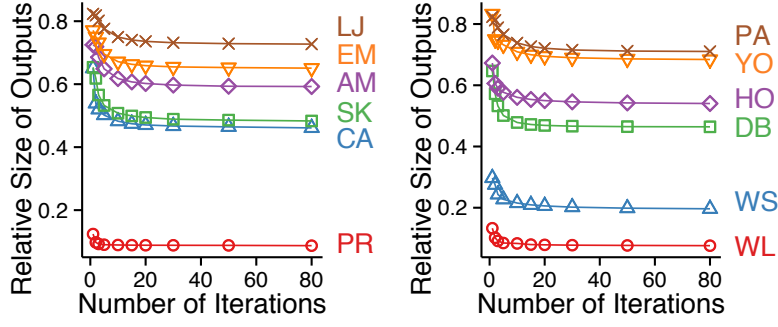 Relative Size of Outputs
0.8
0.6
0.4
0.2
0 20 40 60 80
Number of Iterations
LJ
EM
AM
SK
CA
PR
Relative Size of Outputs
0.8
0.6
0.4
0.2
0 20 40 60 80
Number of Iterations
PA
YO
HO
DB
WS
WL